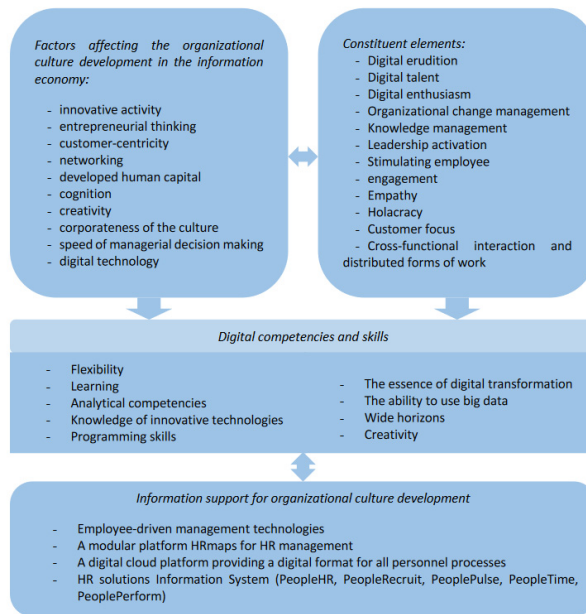 Factors affecting the organizational
culture development in the information
economy:
- innovative activity
- entrepreneurial thinking
- customer-centricity
- networking
- developed human capital
- cognition
- creativity
- corporateness of the culture
- speed of managerial decision making
- digital technology
Constituent elements:
- Digital erudition
- Digital talent
- Digital enthusiasm
- Organizational change management
- Knowledge management
- Leadership activation
- Stimulating employee
- engagement
- Empathy
- Holacracy
- Customer focus
- Cross-functional interaction and
distributed forms of work
Digital competencies and skills
- Flexibility
- Learning
- Analytical competencies
- Knowledge of innovative technologies
- Programming skills
- The essence of digital transformation
- The ability to use big data
- Wide horizons
- Creativity
Information support for organizational culture development
- Employee-driven management technologies
- A modular platform HRmaps for HR management
- A digital cloud platform providing a digital format for all personnel processes
- HR solutions Information System (PeopleHR, PeopleRecruit, PeoplePulse, PeopleTime,
PeoplePerform)